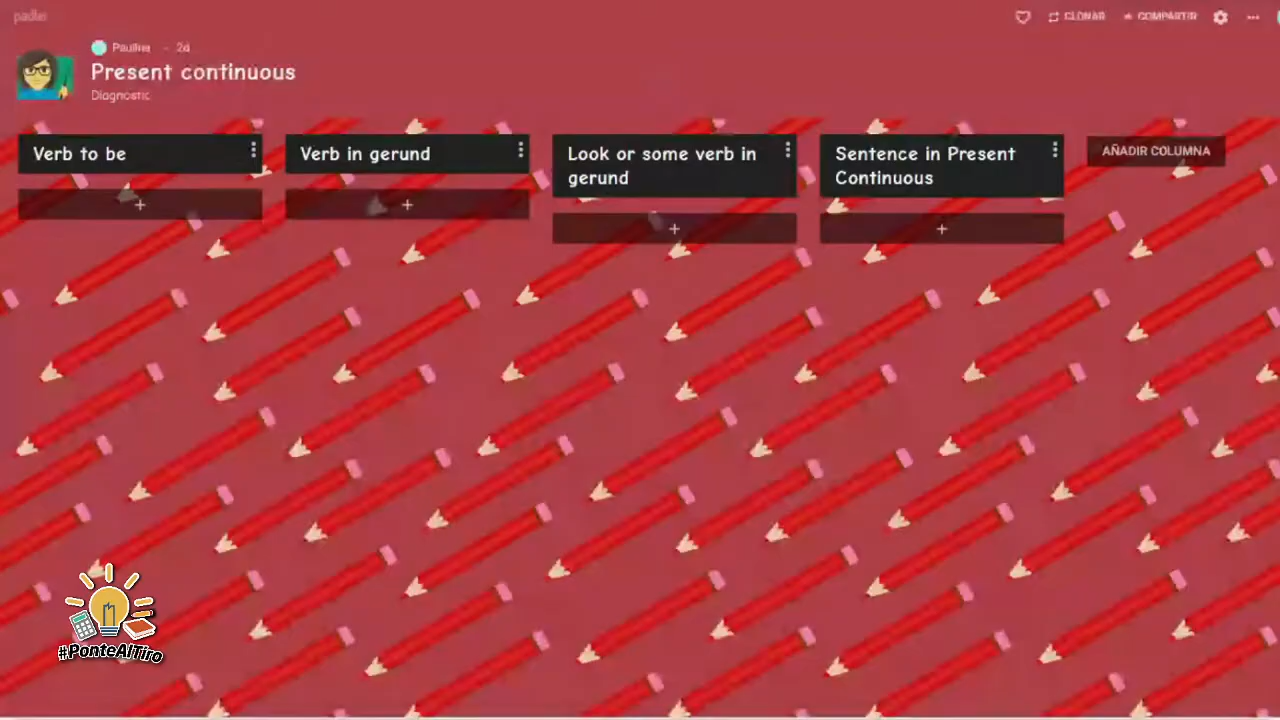 padlet
CLONAR
COMPARTIR
Paulina · 2d
Present continuous
Diagnostic
Verb to be
Verb in gerund
Look or some verb in
gerund
Sentence in Present
Continuous
AÑADIR COLUMNA
#PonteAlTiro